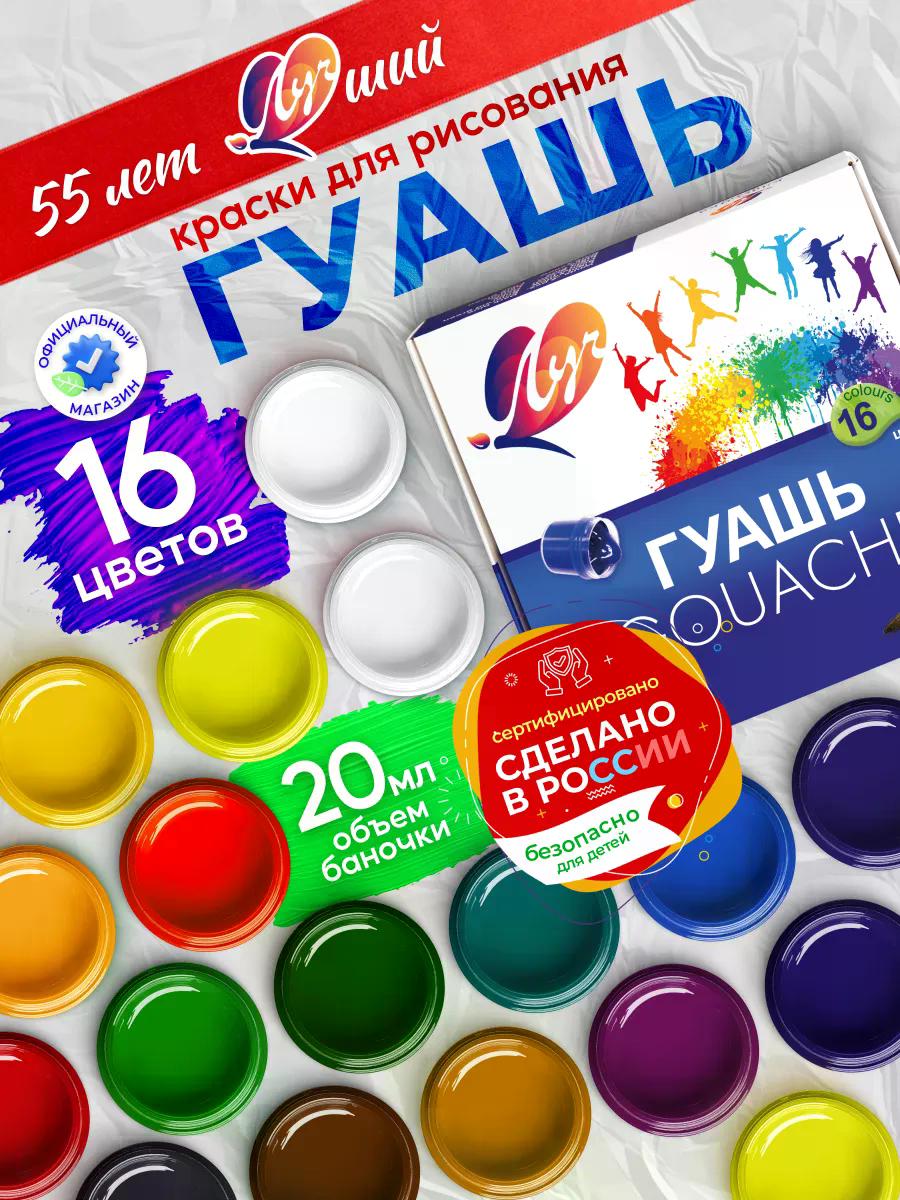 55 лет Лучший
краски для рисования
ГУАШЬ
ОФИЦИАЛЬНЫЙ
МАГАЗИН
16
цветов
Луч
colours
16
ГУАШЬ
GOUACHE
сертифицировано
СДЕЛАНО
В РОССИИ
безопасно
для детей
20мл
объем
баночки